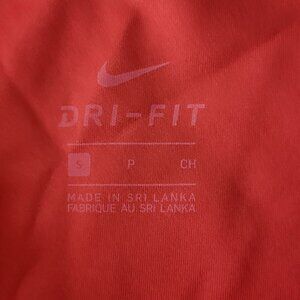 DRI-FIT
S P CH
MADE IN SRI LANKA
FABRIQUE AU SRI LANKA